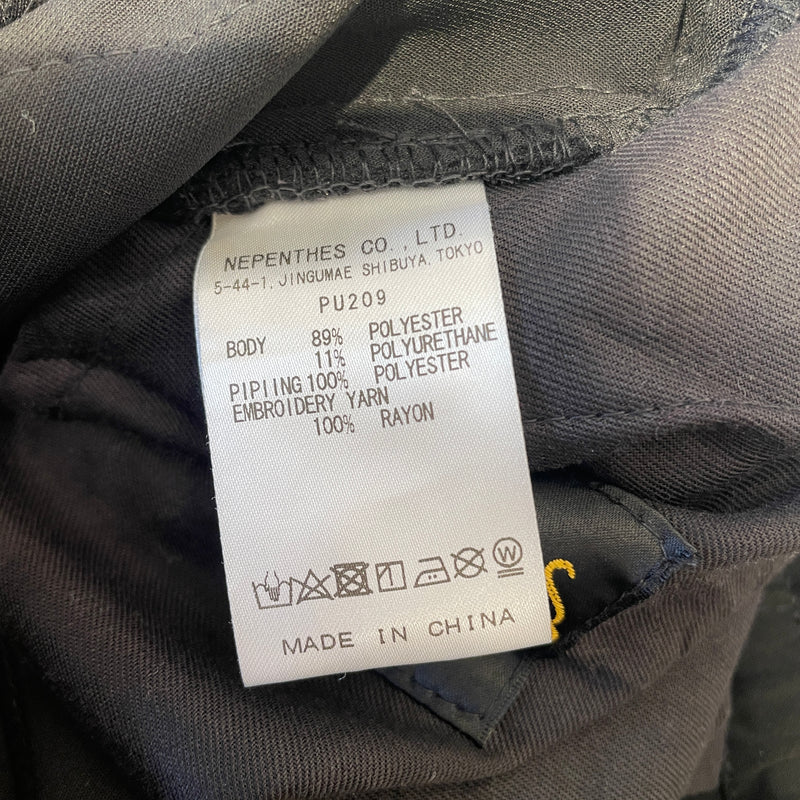 NEPENTHES CO.,LTD.
5-44-1, JINGUMAE SHIBUYA, TOKYO
PU209
BODY 89% POLYESTER
11% POLYURETHANE
PIPIING 100% POLYESTER
EMBROIDERY YARN
100% RAYON
W
MADE IN CHINA